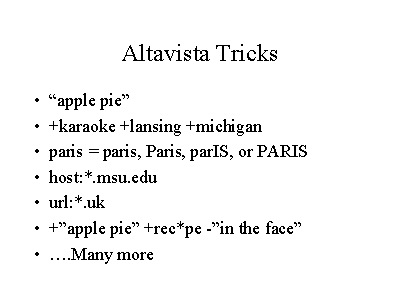 Altavista Tricks
• “apple pie”
• +karaoke +lansing +michigan
• paris = paris, Paris, parIS, or PARIS
• host:*.msu.edu
• url:*.uk
• +”apple pie” +rec*pe -”in the face”
• ….Many more